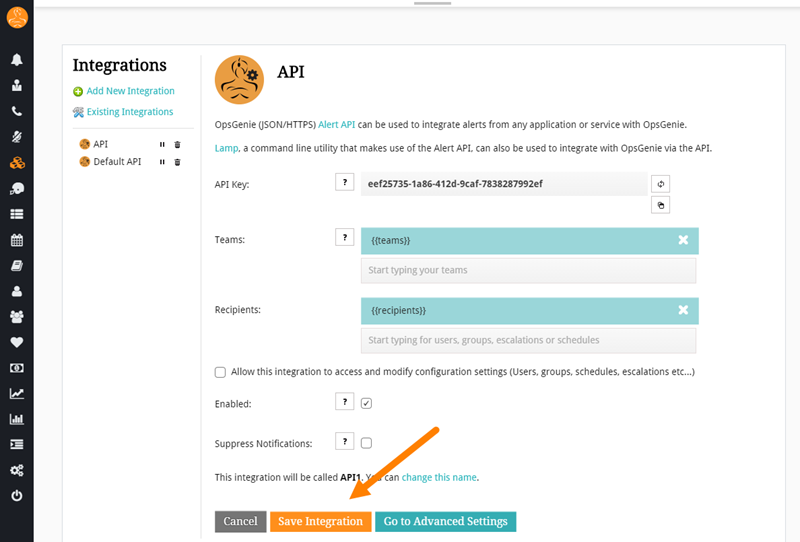 Integrations
Add New Integration
Existing Integrations
API
Default API
API
OpsGenie (JSON/HTTPS) Alert API can be used to integrate alerts from any application or service with OpsGenie.
Lamp, a command line utility that makes use of the Alert API, can also be used to integrate with OpsGenie via the API.
API Key:
?
eef25735-1a86-412d-9caf-7838287992ef
Teams:
?
{{teams}}
Start typing your teams
Recipients:
{{recipients}}
Start typing for users, groups, escalations or schedules
Allow this integration to access and modify configuration settings (Users, groups, schedules, escalations etc...)
Enabled:
?
Suppress Notifications:
?
This integration will be called API1. You can change this name.
Cancel
Save Integration
Go to Advanced Settings